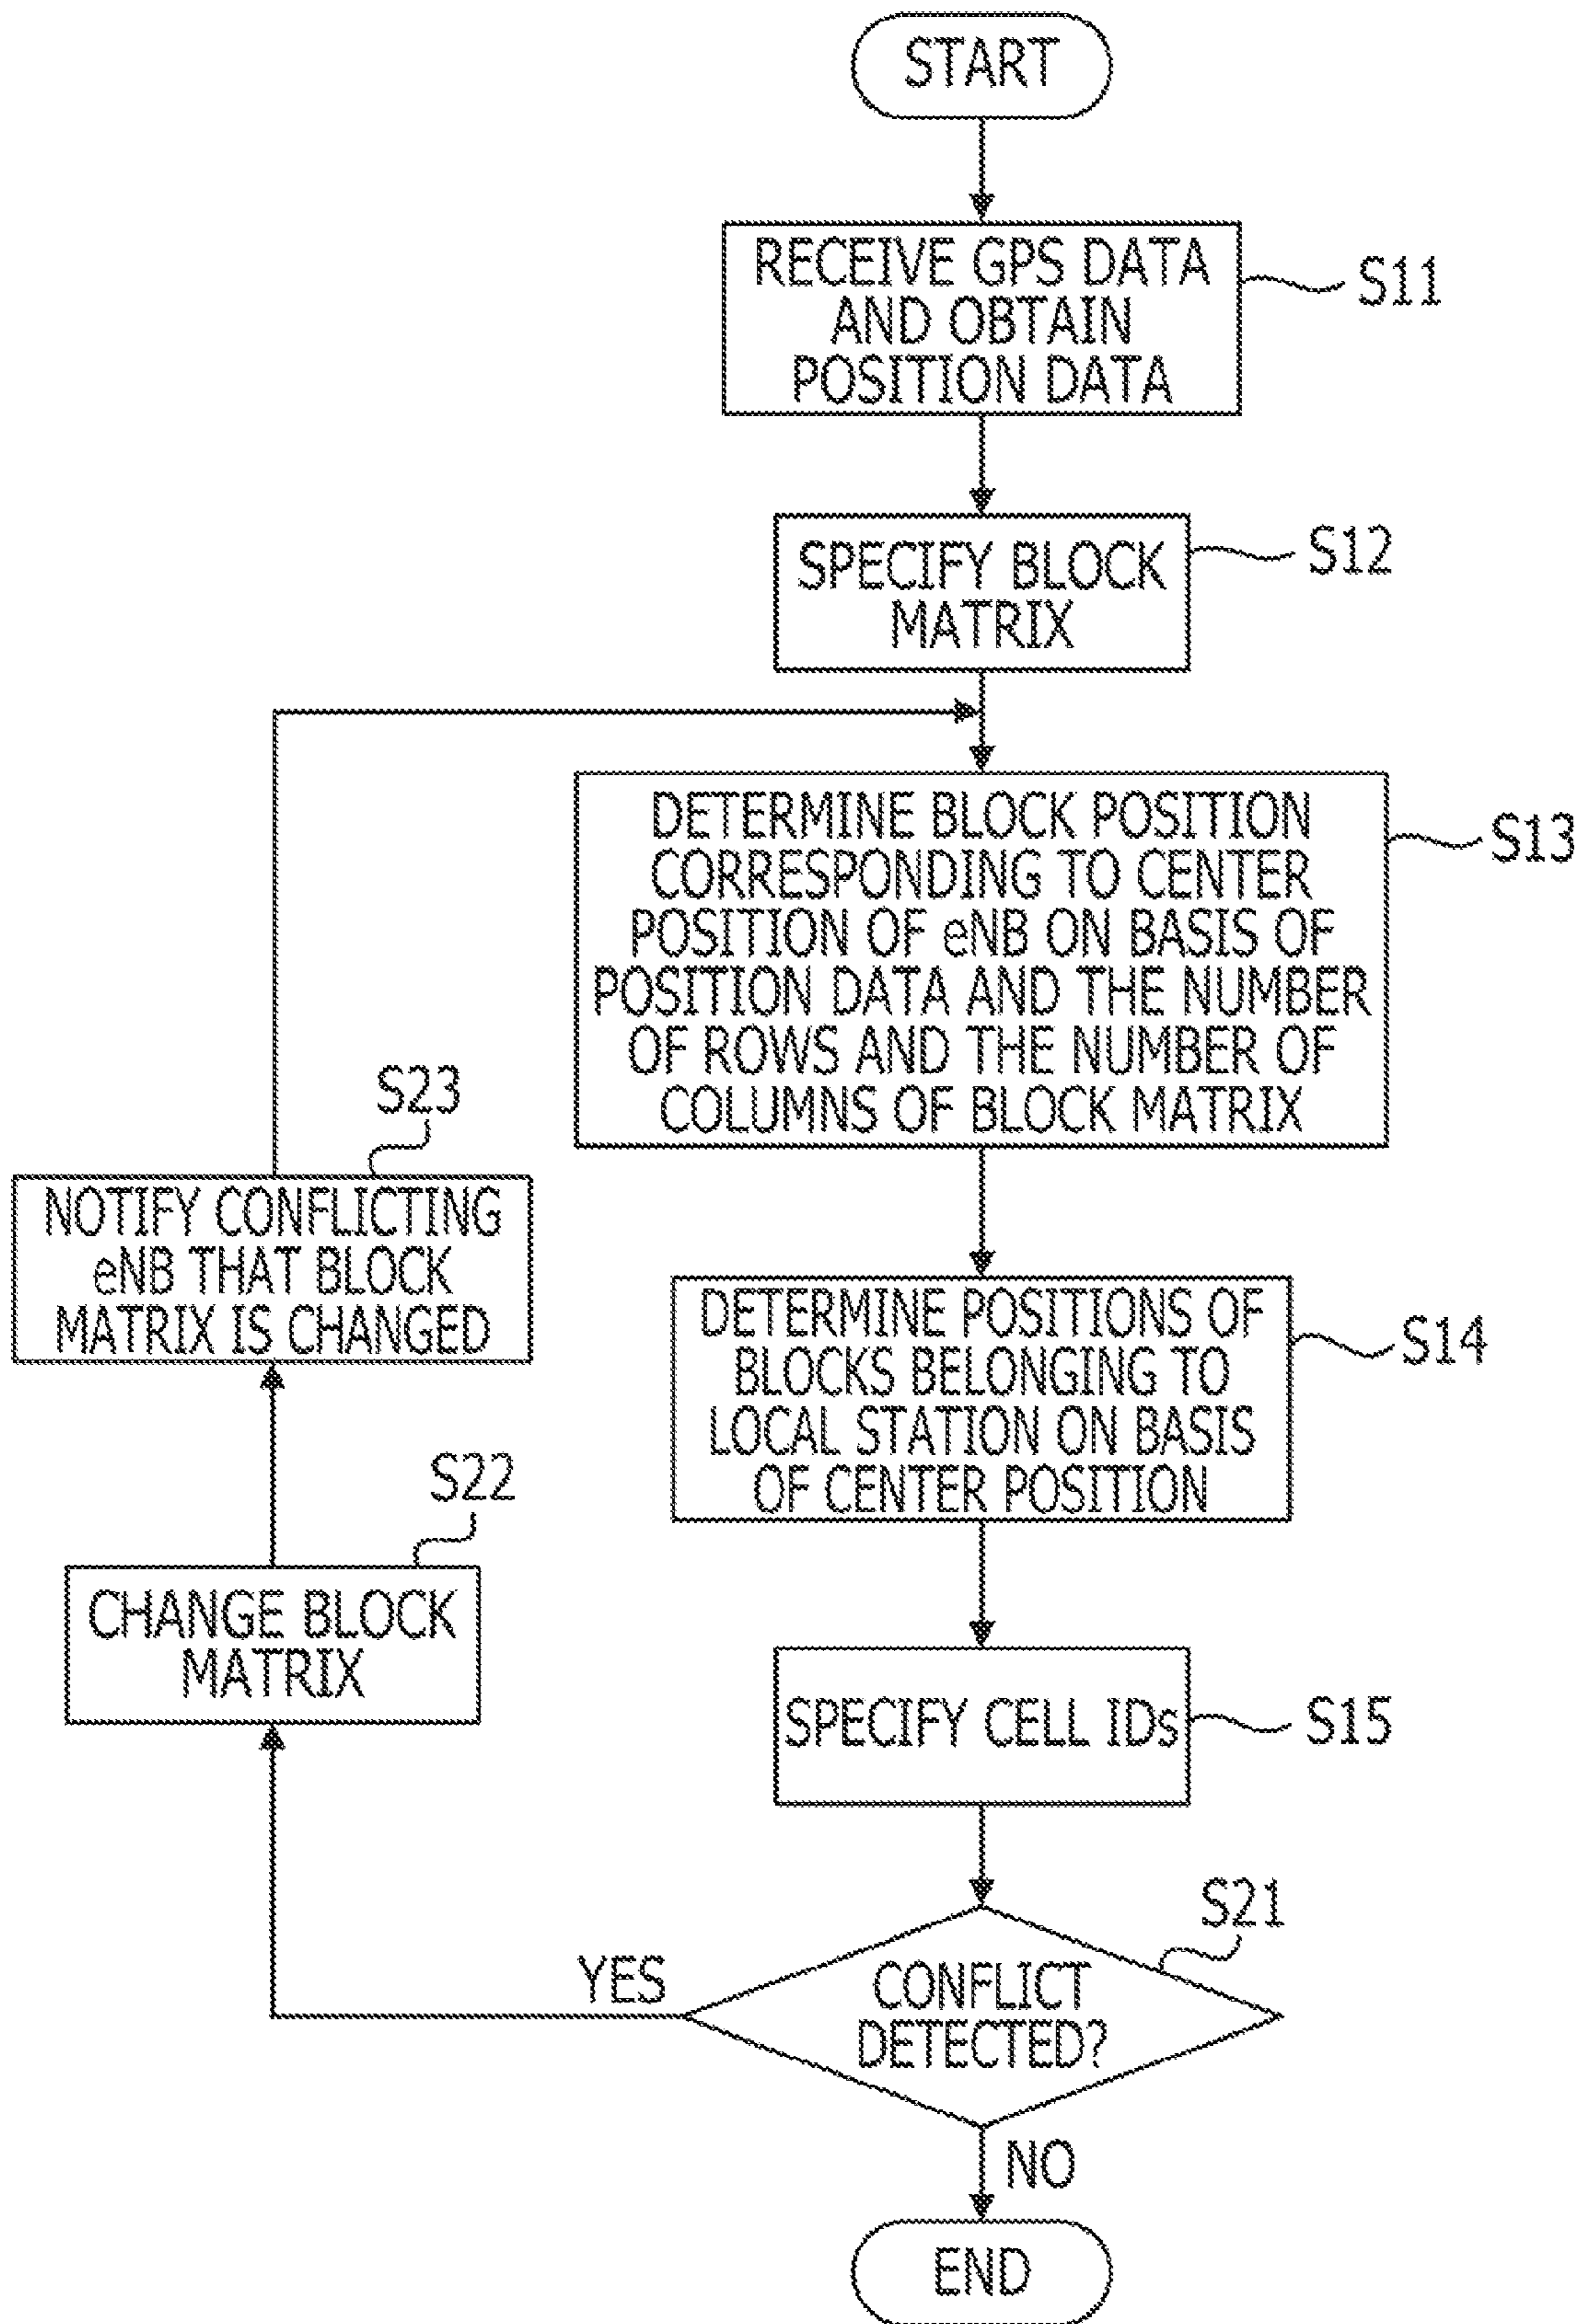 START
RECEIVE GPS DATA
AND OBTAIN
POSITION DATA
S11
SPECIFY BLOCK
MATRIX
S12
DETERMINE BLOCK POSITION
CORRESPONDING TO CENTER
POSITION OF eNB ON BASIS OF
POSITION DATA AND THE NUMBER
OF ROWS AND THE NUMBER OF
COLUMNS OF BLOCK MATRIX
S13
S23
NOTIFY CONFLICTING
eNB THAT BLOCK
MATRIX IS CHANGED
DETERMINE POSITIONS OF
BLOCKS BELONGING TO
LOCAL STATION ON BASIS
OF CENTER POSITION
S14
S22
CHANGE BLOCK
MATRIX
SPECIFY CELL IDs
S15
S21
CONFLICT
DETECTED?
YES
NO
END